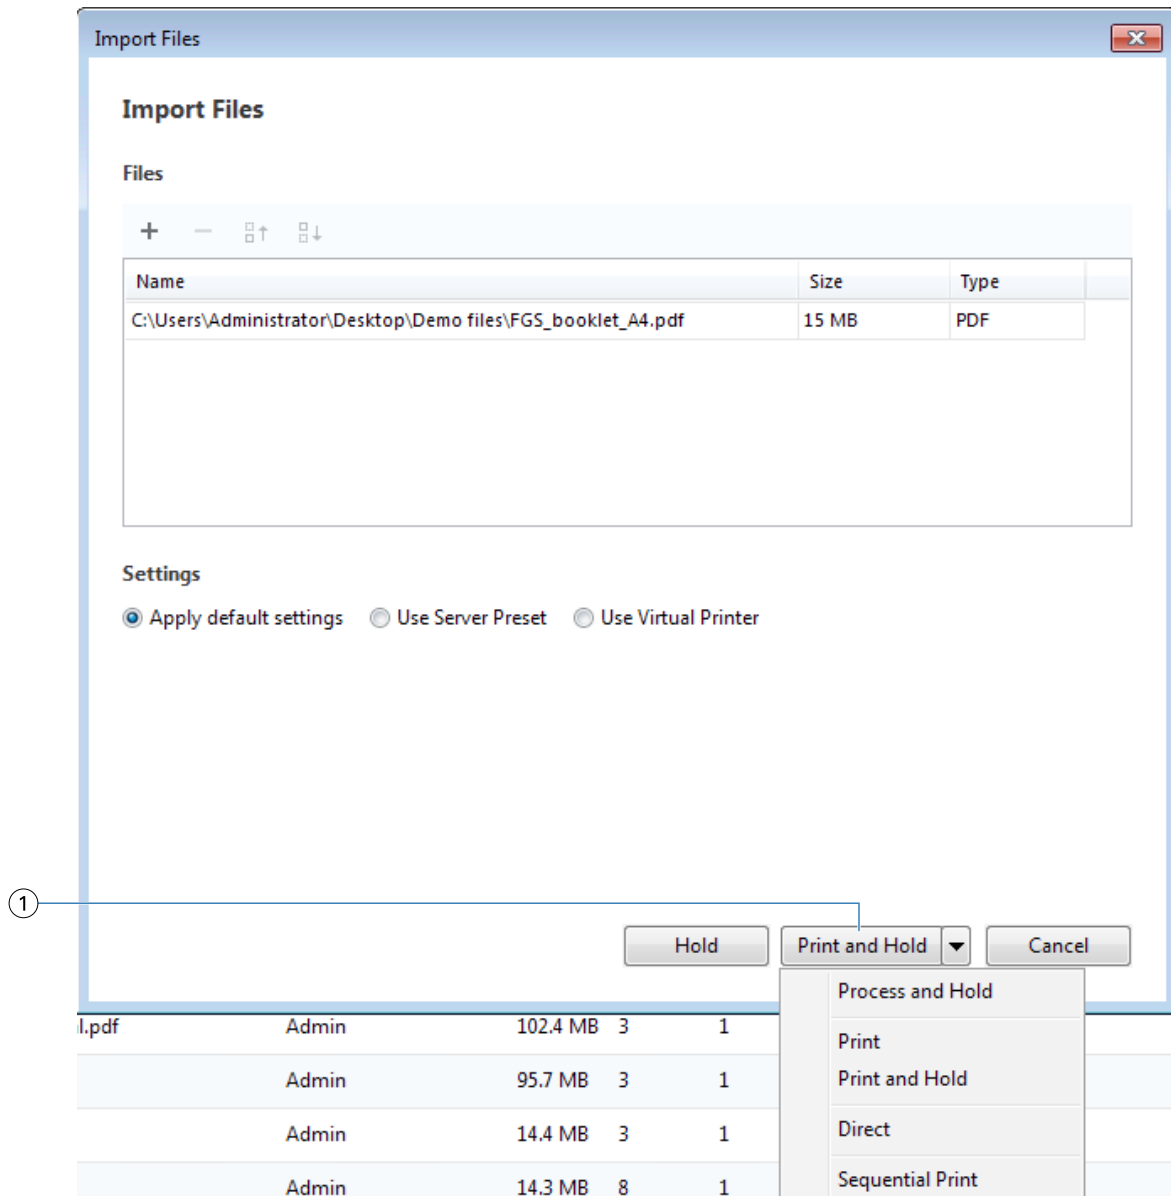 Import Files
Import Files
Files
Name Size Type
C:\Users\Administrator\Desktop\Demo files\FGS_booklet_A4.pdf 15 MB PDF
Settings
Apply default settings Use Server Preset Use Virtual Printer
1
Hold Print and Hold Cancel
Process and Hold
l.pdf Admin 102.4 MB 3 1
Print
Admin 95.7 MB 3 1 Print and Hold
Admin 14.4 MB 3 1 Direct
Admin 14.3 MB 8 1 Sequential Print